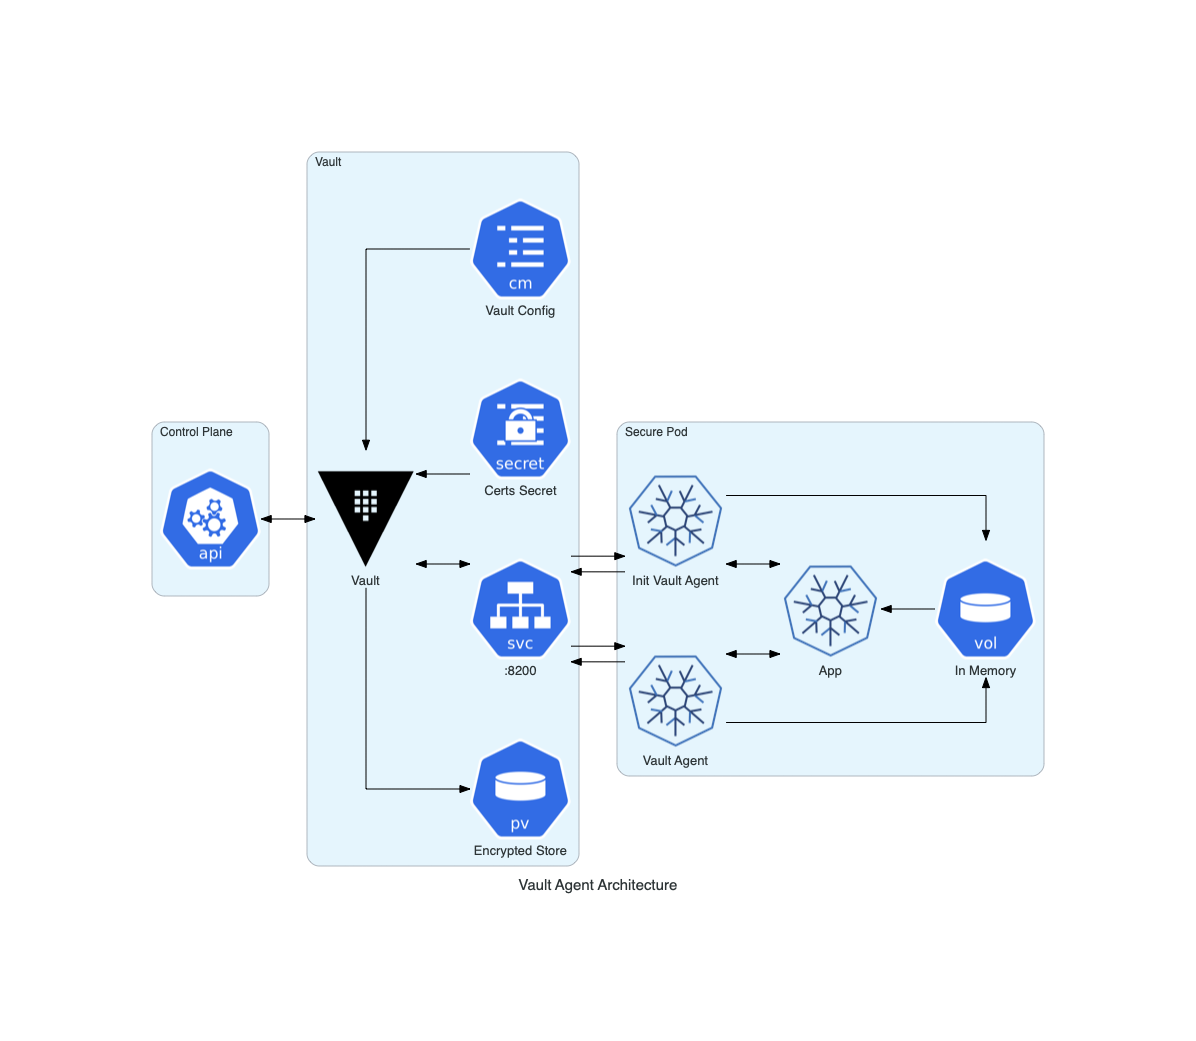 Vault
cm
Vault Config
secret
Certs Secret
Control Plane
api
Vault
svc
:8200
pv
Encrypted Store
Secure Pod
Init Vault Agent
App
vol
In Memory
Vault Agent
Vault Agent Architecture